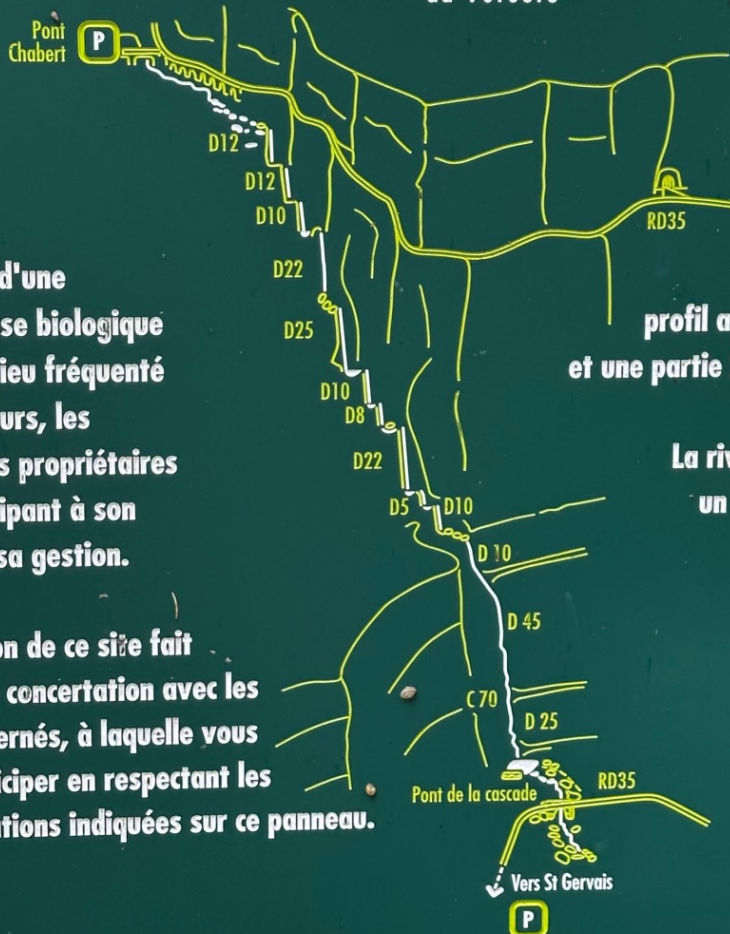 Pont
Chabert
P
D12
D12
D10
D22
D25
D10
D8
D22
D5
D10
D 10
D 45
C 70
D 25
RD35
Pont de la cascade
RD35
Vers St Gervais
P
d'une
se biologique
ieu fréquenté
urs, les
s propriétaires
ipant à son
sa gestion.
n de ce site fait
concertation avec les
ernés, à laquelle vous
ciper en respectant les
tions indiquées sur ce panneau.
profil a
et une partie
La riv
un